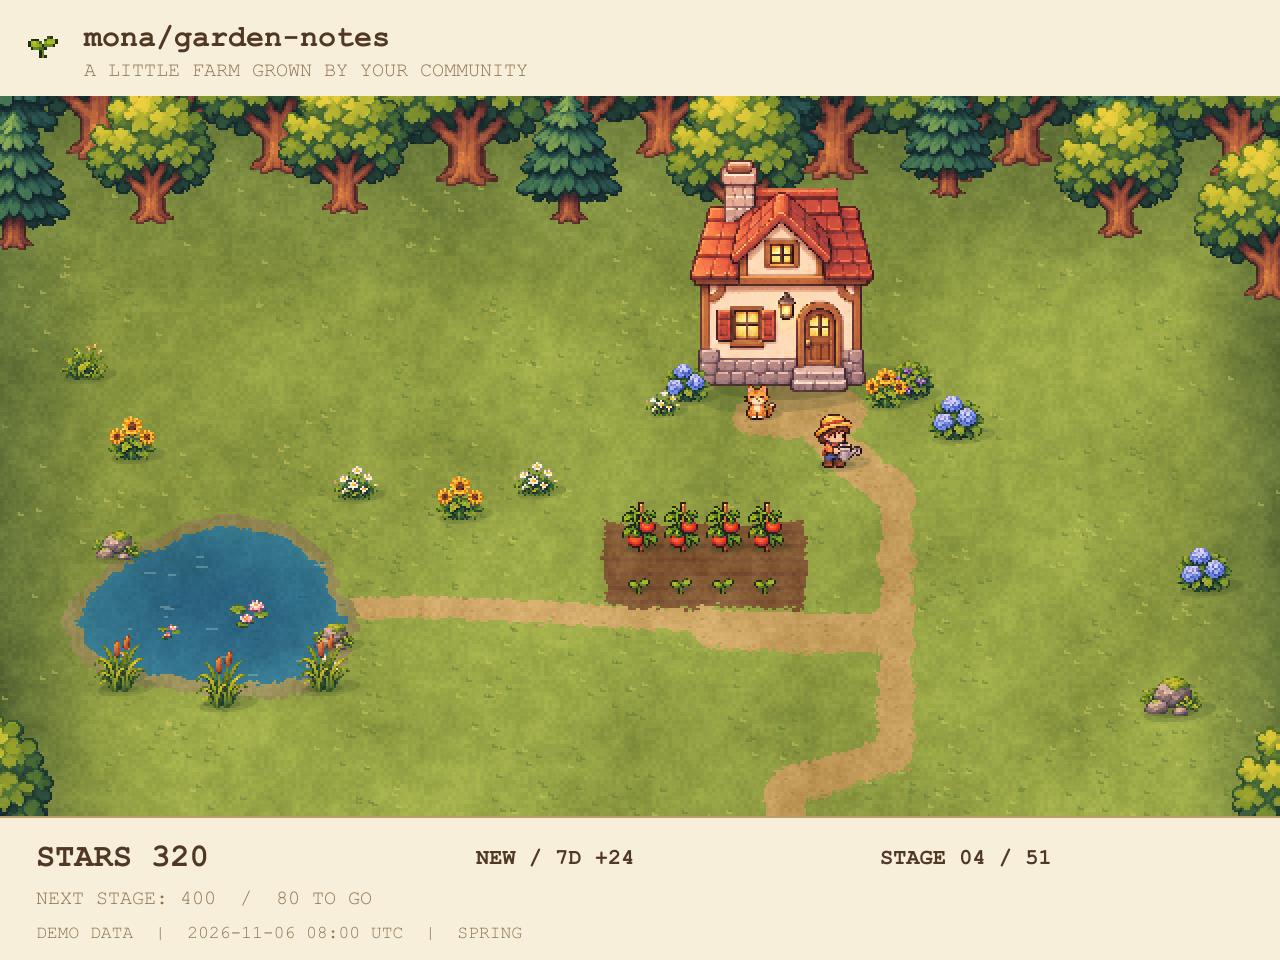 mona/garden-notes
A LITTLE FARM GROWN BY YOUR COMMUNITY
STARS 320
NEW / 7D +24
STAGE 04 / 51
NEXT STAGE: 400 / 80 TO GO
DEMO DATA | 2026-11-06 08:00 UTC | SPRING